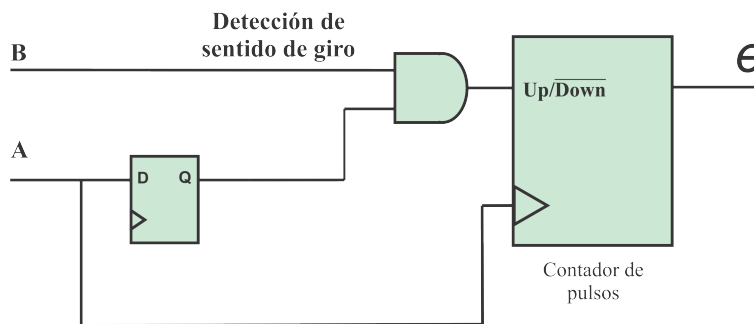 Detección de
sentido de giro
B
Up/Down
A
D Q
Contador de
pulsos